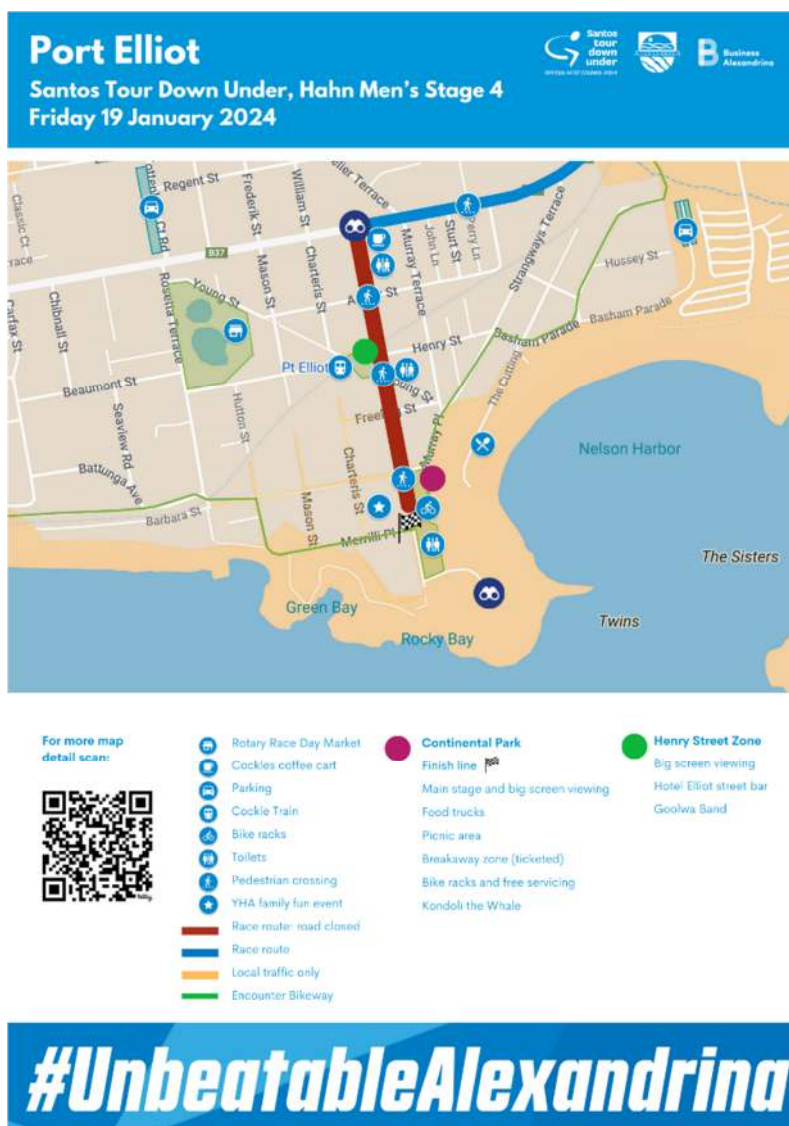 Port Elliot
Santos Tour Down Under, Hahn Men's Stage 4
Friday 19 January 2024
Santos
tour
down
under
Business
Alexandrina
Regent St
Frederik St
William St
Classic Ct
B37
Rosetta Terrace
Young St
Mason St
Charteris St
Murray Terrace
John Ln
Sturt St
Perry Ln
Strangways Terrace
Hussey St
Basham Parade
Basham Parade
Carfax St
Chibnall St
Henry St
Pt Elliot
The Cutting
Beaumont St
Hutton St
Seaview Rd
Murray Pl
Battunga Ave
Charteris St
Mason St
Barbara St
Merrilli Pl
Nelson Harbor
The Sisters
Twins
Green Bay
Rocky Bay
For more map
detail scan:
Rotary Race Day Market
Cockles coffee cart
Parking
Cockle Train
Bike racks
Toilets
Pedestrian crossing
YHA family fun event
Race route: road closed
Race route
Local traffic only
Encounter Bikeway
Continental Park
Finish line
Main stage and big screen viewing
Food trucks
Picnic area
Breakaway zone (ticketed)
Bike racks and free servicing
Kondoli the Whale
Henry Street Zone
Big screen viewing
Hotel Elliot street bar
Goolwa Band
#UnbeatableAlexandrina